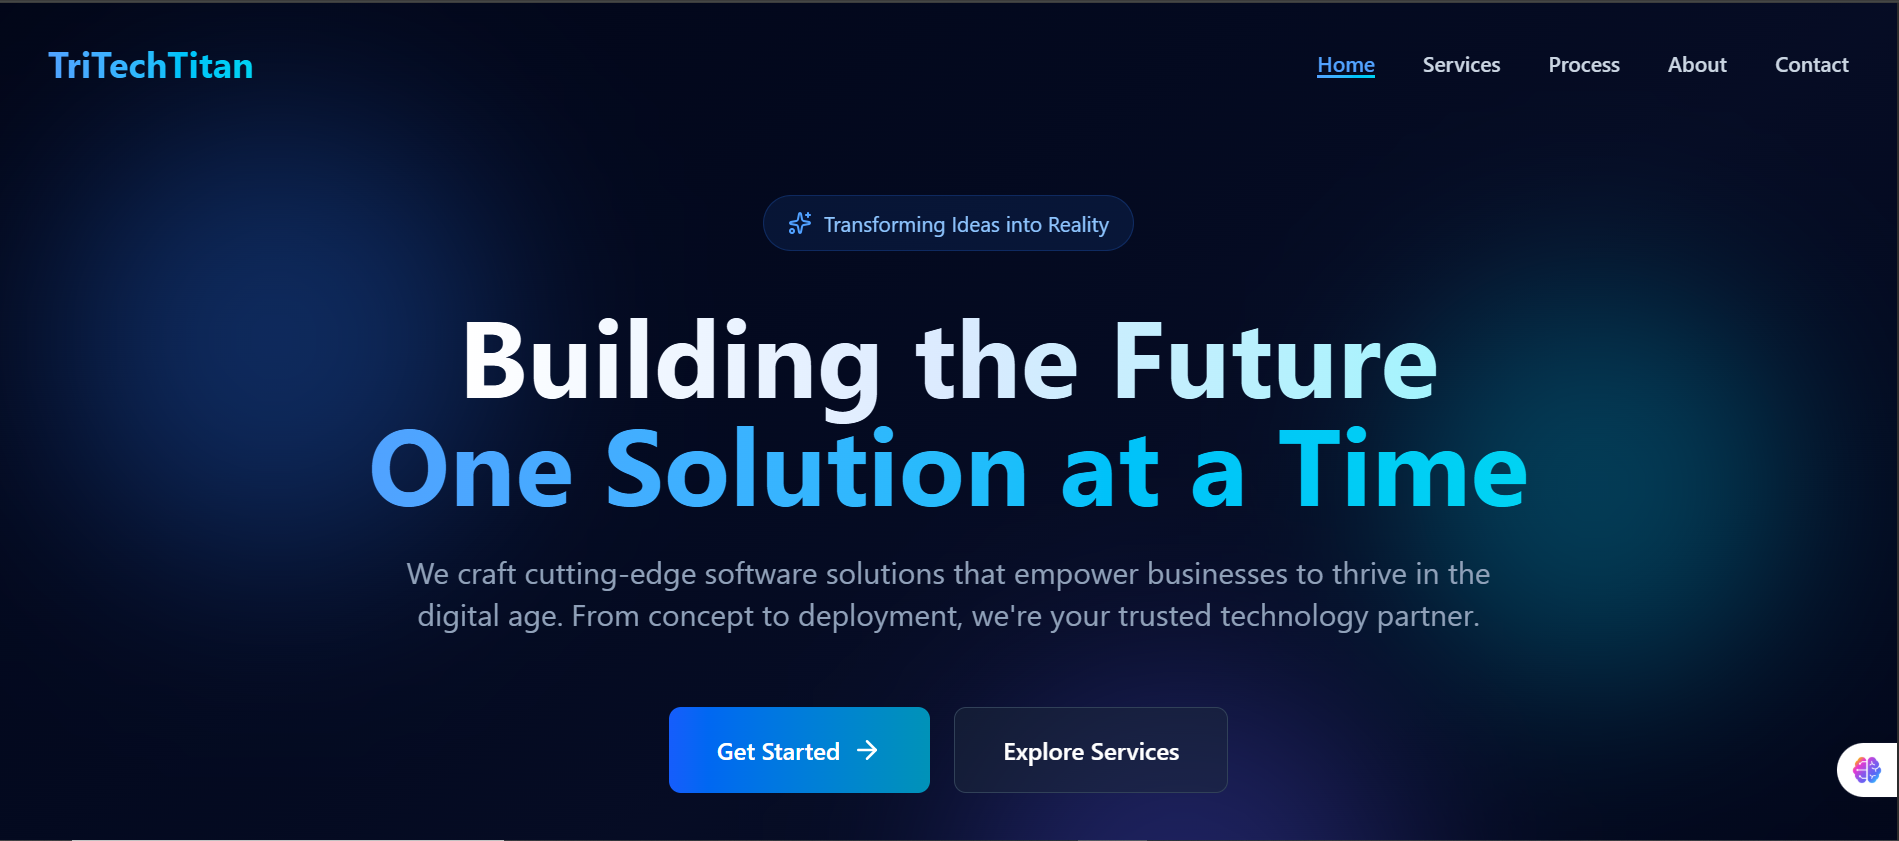 TriTechTitan
Home
Services
Process
About
Contact
Transforming Ideas into Reality
Building the Future
One Solution at a Time
We craft cutting-edge software solutions that empower businesses to thrive in the
digital age. From concept to deployment, we're your trusted technology partner.
Get Started →
Explore Services